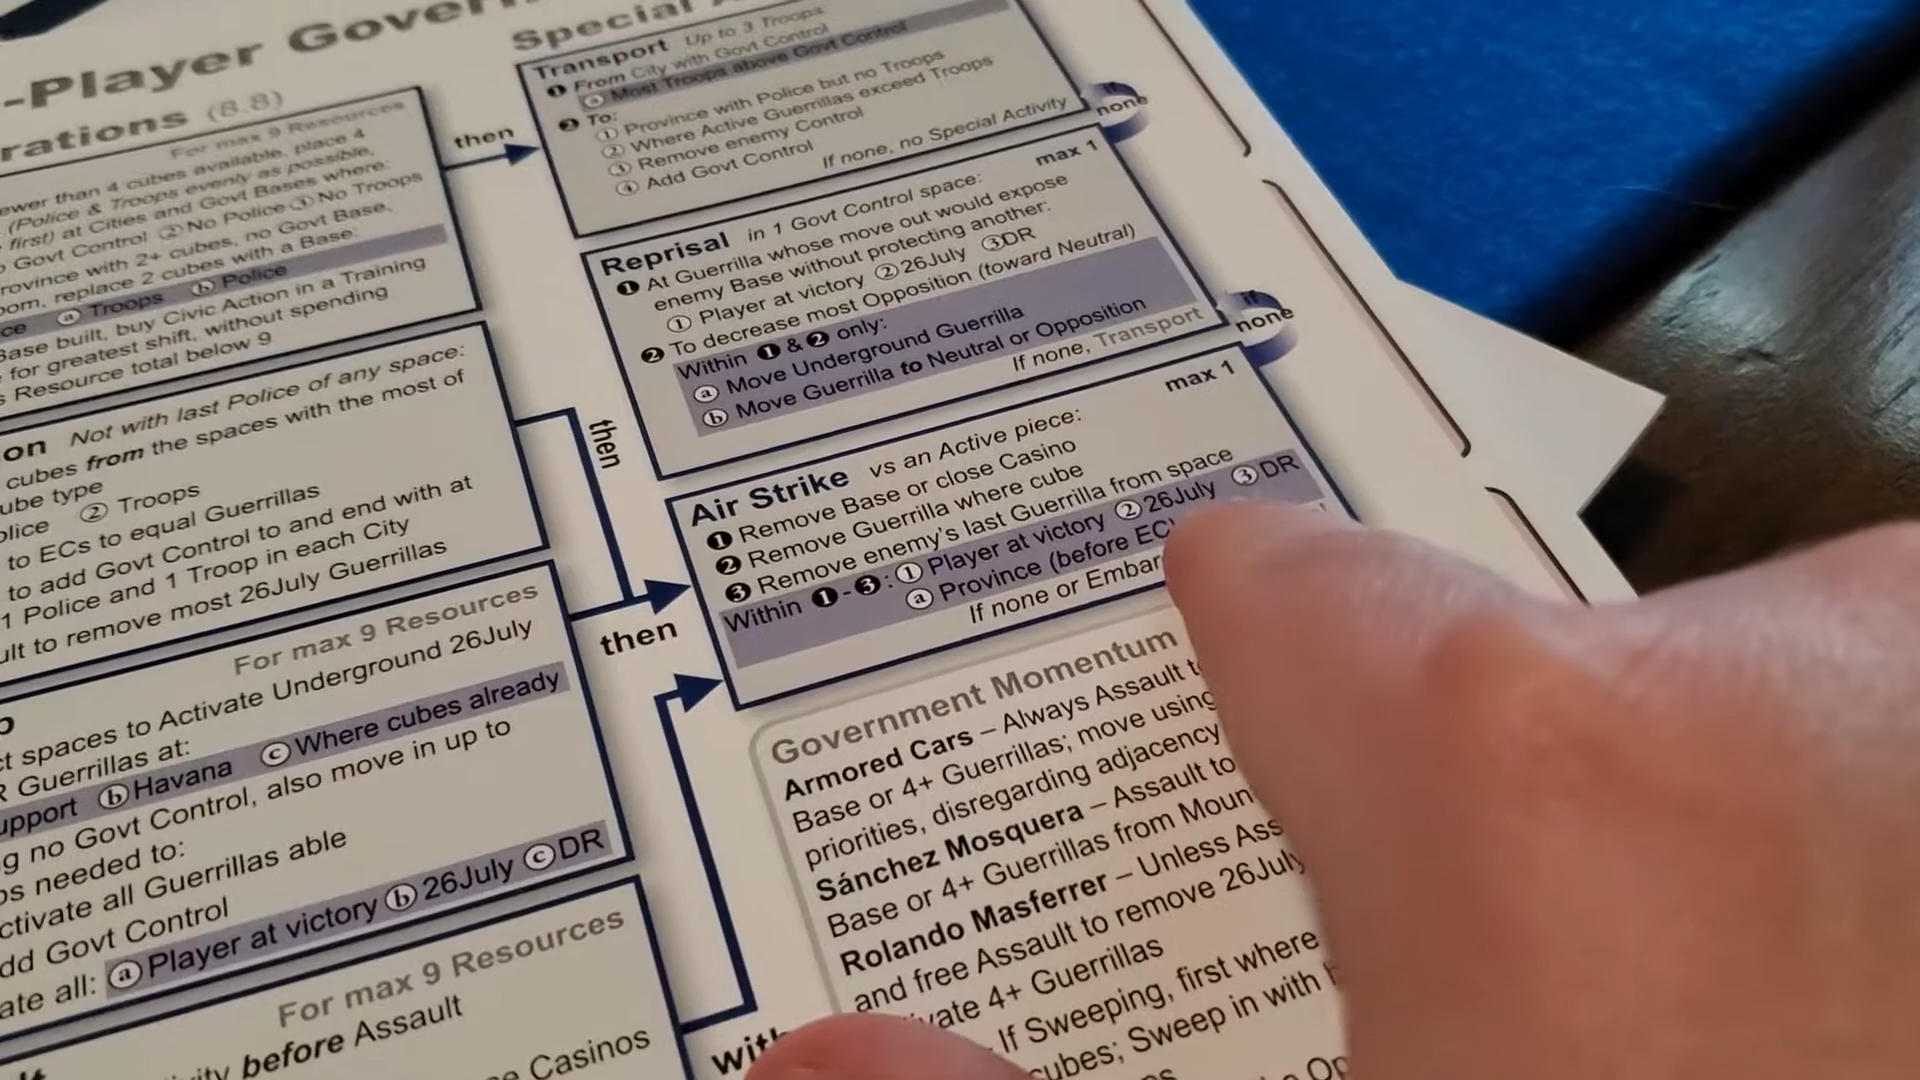 -Player Govern
rations (8.8)
For max 9 Resources
ewer than 4 cubes available, place 4
(Police & Troops evenly as possible,
first) at Cities and Govt Bases where:
Govt Control ② No Police ③ No Troops
rovince with 2+ cubes, no Govt Base,
oom, replace 2 cubes with a Base:
ce ⓐ Troops ⓑ Police
Base built, buy Civic Action in a Training
for greatest shift, without spending
s Resource total below 9
then
on Not with last Police of any space:
cubes from the spaces with the most of
ube type
olice ② Troops
to ECs to equal Guerrillas
to add Govt Control to and end with at
1 Police and 1 Troop in each City
ult to remove most 26July Guerrillas
then
For max 9 Resources
ct spaces to Activate Underground 26July
R Guerrillas at:
upport ⓑ Havana ⓒ Where cubes already
g no Govt Control, also move in up to
os needed to:
ctivate all Guerrillas able
dd Govt Control
ate all: ⓐ Player at victory ⓑ 26July ⓒ DR
then
For max 9 Resources
ivity before Assault
e Casinos
with
Special A
Transport Up to 3 Troops:
❶ From City with Govt Control
ⓐ Most Troops above Govt Control
❷ To:
① Province with Police but no Troops
② Where Active Guerrillas exceed Troops
③ Remove enemy Control
④ Add Govt Control
If none, no Special Activity
if
none
max 1
Reprisal in 1 Govt Control space:
❶ At Guerrilla whose move out would expose
enemy Base without protecting another:
① Player at victory ② 26July ③ DR
❷ To decrease most Opposition (toward Neutral)
Within ❶ & ❷ only:
ⓐ Move Underground Guerrilla
ⓑ Move Guerrilla to Neutral or Opposition
If none, Transport
if
none
max 1
Air Strike vs an Active piece:
❶ Remove Base or close Casino
❷ Remove Guerrilla where cube
❸ Remove enemy's last Guerrilla from space
Within ❶-❸: ① Player at victory ② 26July ③ DR
ⓐ Province (before EC)
If none or Embar
Government Momentum
Armored Cars – Always Assault t
Base or 4+ Guerrillas; move using
priorities, disregarding adjacency
Sánchez Mosquera – Assault to
Base or 4+ Guerrillas from Moun
Rolando Masferrer – Unless Ass
and free Assault to remove 26July
vate 4+ Guerrillas
If Sweeping, first where
cubes; Sweep in with